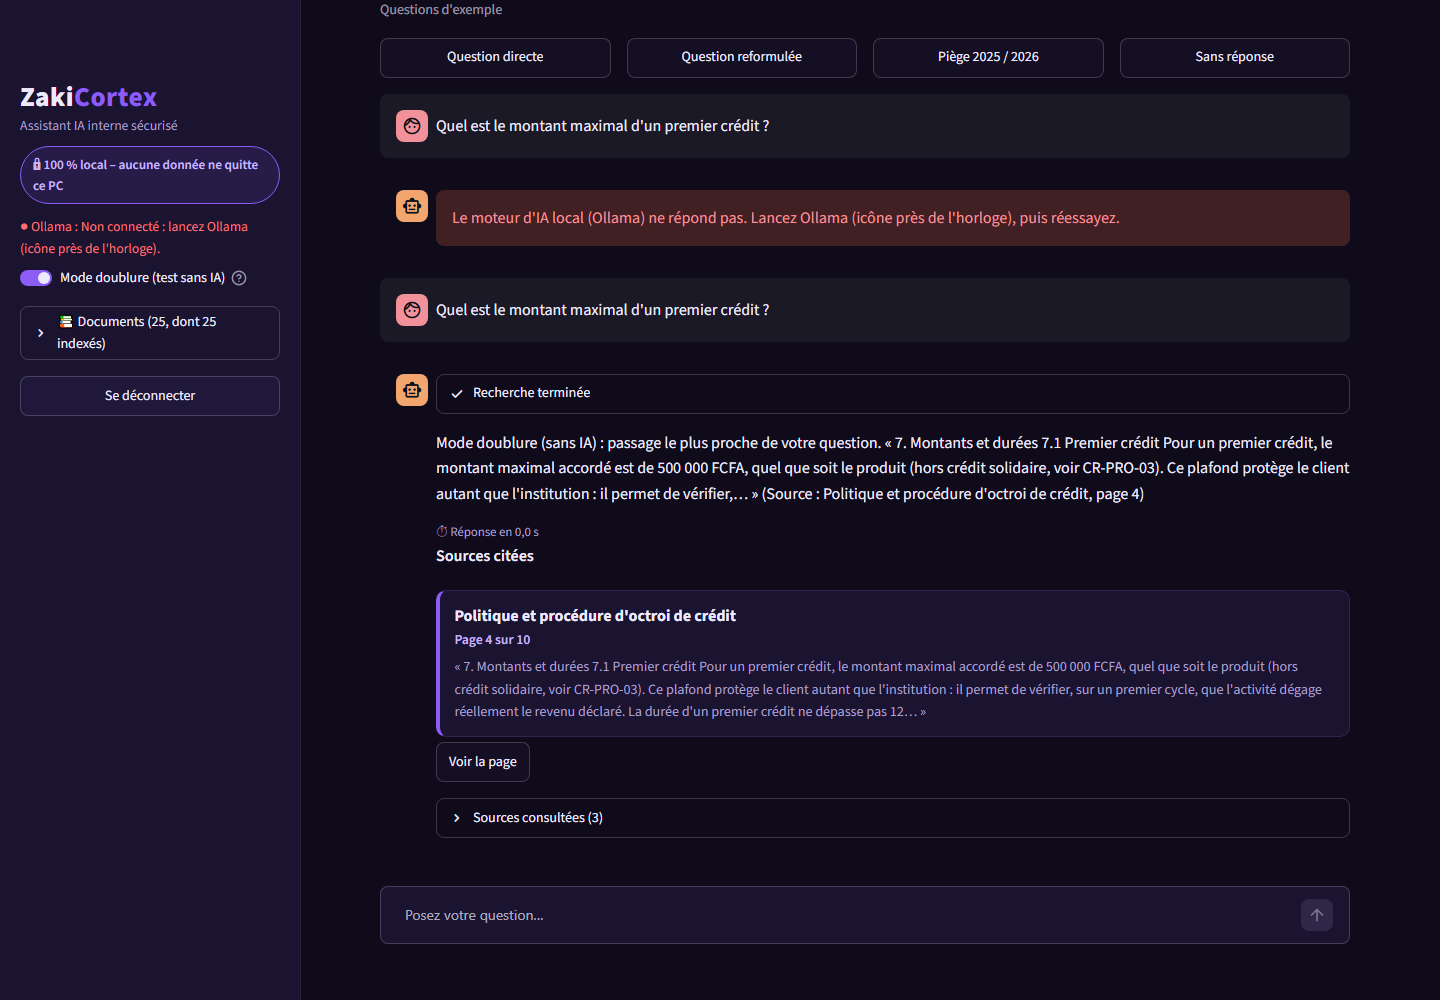 ZakiCortex
Assistant IA interne sécurisé
100 % local – aucune donnée ne quitte
ce PC
Ollama : Non connecté : lancez Ollama
(icône près de l'horloge).
Mode doublure (test sans IA)
Documents (25, dont 25
indexés)
Se déconnecter
Questions d'exemple
Question directe
Question reformulée
Piège 2025 / 2026
Sans réponse
Quel est le montant maximal d'un premier crédit ?
Le moteur d'IA local (Ollama) ne répond pas. Lancez Ollama (icône près de l'horloge), puis réessayez.
Quel est le montant maximal d'un premier crédit ?
Recherche terminée
Mode doublure (sans IA) : passage le plus proche de votre question. « 7. Montants et durées 7.1 Premier crédit Pour un premier crédit, le
montant maximal accordé est de 500 000 FCFA, quel que soit le produit (hors crédit solidaire, voir CR-PRO-03). Ce plafond protège le client
autant que l'institution : il permet de vérifier,… » (Source : Politique et procédure d'octroi de crédit, page 4)
Réponse en 0,0 s
Sources citées
Politique et procédure d'octroi de crédit
Page 4 sur 10
« 7. Montants et durées 7.1 Premier crédit Pour un premier crédit, le montant maximal accordé est de 500 000 FCFA, quel que soit le produit (hors
crédit solidaire, voir CR-PRO-03). Ce plafond protège le client autant que l'institution : il permet de vérifier, sur un premier cycle, que l'activité dégage
réellement le revenu déclaré. La durée d'un premier crédit ne dépasse pas 12… »
Voir la page
Sources consultées (3)
Posez votre question...